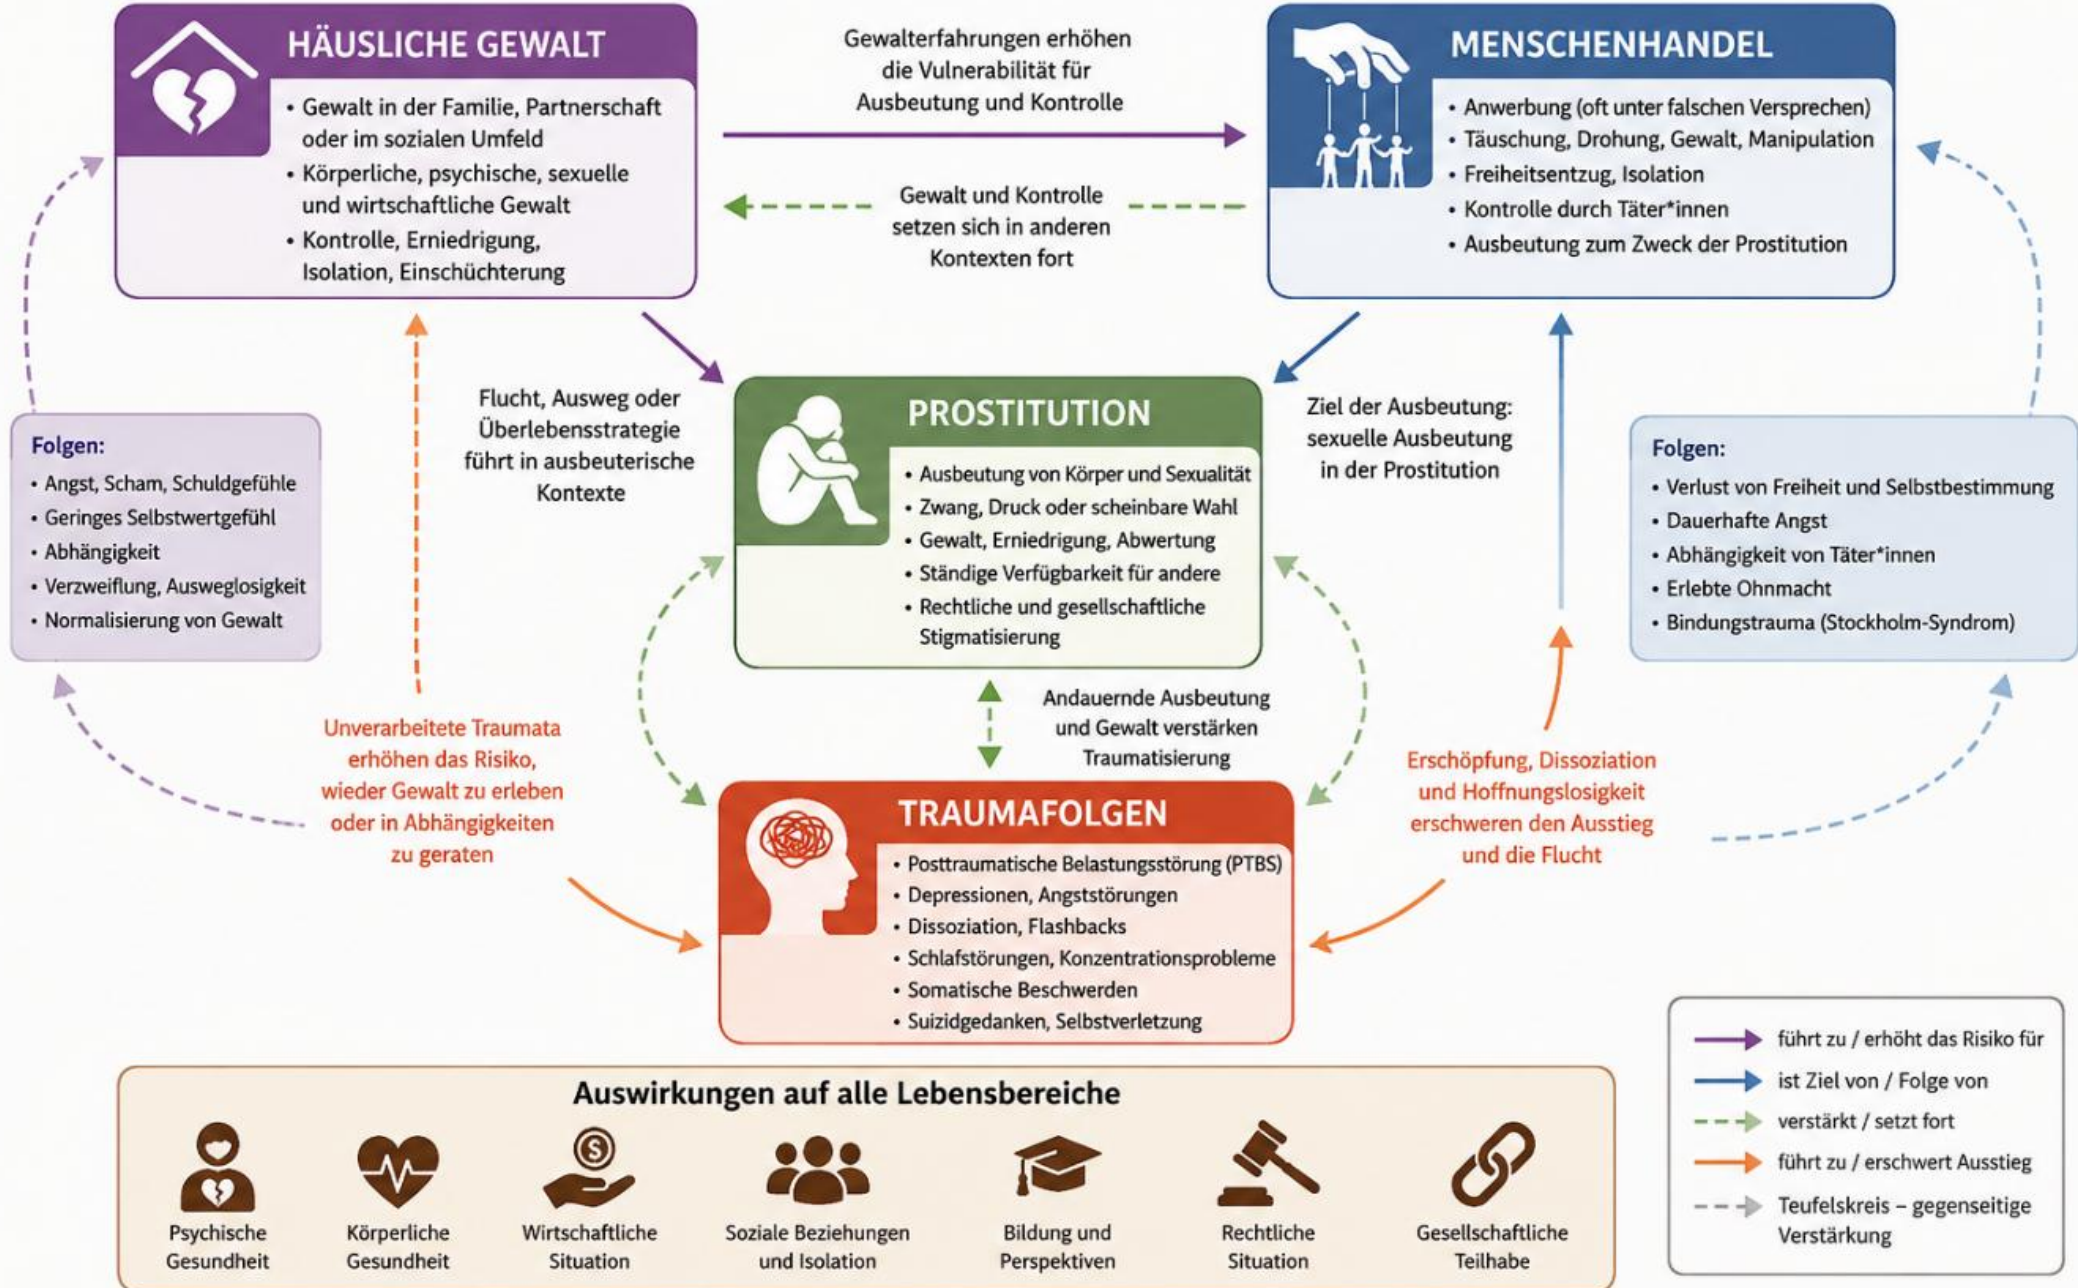 HÄUSLICHE GEWALT
• Gewalt in der Familie, Partnerschaft
oder im sozialen Umfeld
• Körperliche, psychische, sexuelle
und wirtschaftliche Gewalt
• Kontrolle, Erniedrigung,
Isolation, Einschüchterung
Gewalterfahrungen erhöhen
die Vulnerabilität für
Ausbeutung und Kontrolle
Gewalt und Kontrolle
setzen sich in anderen
Kontexten fort
MENSCHENHANDEL
• Anwerbung (oft unter falschen Versprechen)
• Täuschung, Drohung, Gewalt, Manipulation
• Freiheitsentzug, Isolation
• Kontrolle durch Täter*innen
• Ausbeutung zum Zweck der Prostitution
Folgen:
• Angst, Scham, Schuldgefühle
• Geringes Selbstwertgefühl
• Abhängigkeit
• Verzweiflung, Ausweglosigkeit
• Normalisierung von Gewalt
Flucht, Ausweg oder
Überlebensstrategie
führt in ausbeuterische
Kontexte
PROSTITUTION
• Ausbeutung von Körper und Sexualität
• Zwang, Druck oder scheinbare Wahl
• Gewalt, Erniedrigung, Abwertung
• Ständige Verfügbarkeit für andere
• Rechtliche und gesellschaftliche
Stigmatisierung
Ziel der Ausbeutung:
sexuelle Ausbeutung
in der Prostitution
Folgen:
• Verlust von Freiheit und Selbstbestimmung
• Dauerhafte Angst
• Abhängigkeit von Täter*innen
• Erlebte Ohnmacht
• Bindungstrauma (Stockholm-Syndrom)
Unverarbeitete Traumata
erhöhen das Risiko,
wieder Gewalt zu erleben
oder in Abhängigkeiten
zu geraten
Andauernde Ausbeutung
und Gewalt verstärken
Traumatisierung
Erschöpfung, Dissoziation
und Hoffnungslosigkeit
erschweren den Ausstieg
und die Flucht
TRAUMAFOLGEN
• Posttraumatische Belastungsstörung (PTBS)
• Depressionen, Angststörungen
• Dissoziation, Flashbacks
• Schlafstörungen, Konzentrationsprobleme
• Somatische Beschwerden
• Suizidgedanken, Selbstverletzung
führt zu / erhöht das Risiko für
ist Ziel von / Folge von
verstärkt / setzt fort
führt zu / erschwert Ausstieg
Teufelskreis – gegenseitige
Verstärkung
Auswirkungen auf alle Lebensbereiche
$
Psychische
Gesundheit
Körperliche
Gesundheit
Wirtschaftliche
Situation
Soziale Beziehungen
und Isolation
Bildung und
Perspektiven
Rechtliche
Situation
Gesellschaftliche
Teilhabe